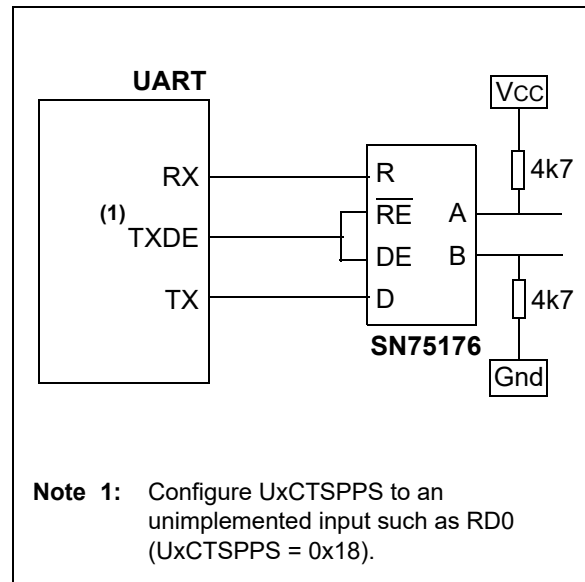 UART
VCC
RX
R
4k7
(1)
RE
A
TXDE
DE
B
TX
D
4k7
SN75176
Gnd
Note 1: Configure UxCTSPPS to an
unimplemented input such as RD0
(UxCTSPPS = 0x18).